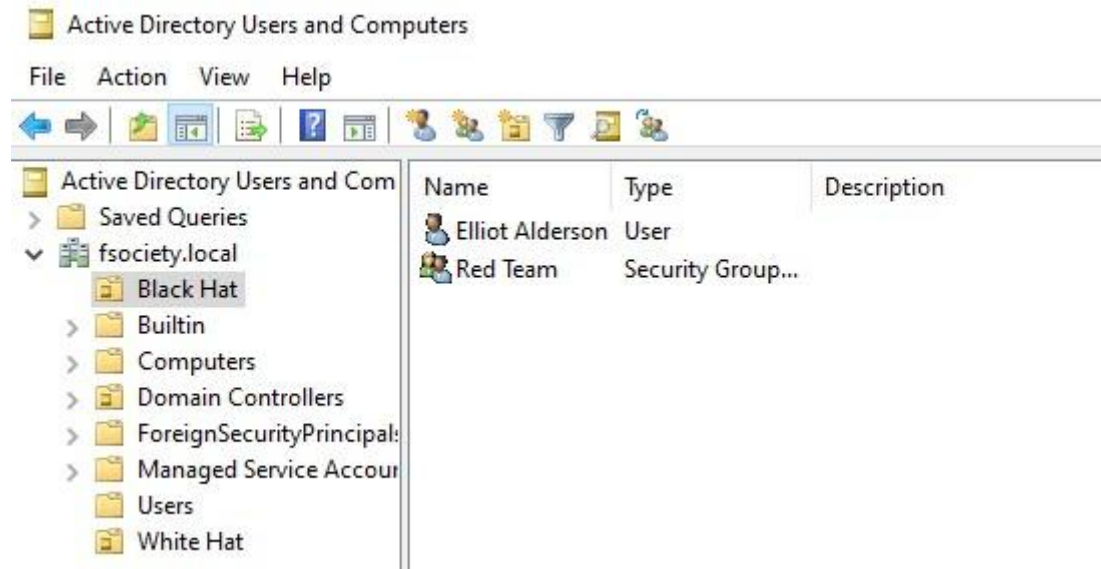 Active Directory Users and Computers
File Action View Help
Active Directory Users and Com
Saved Queries
fsociety.local
Black Hat
Builtin
Computers
Domain Controllers
ForeignSecurityPrincipals
Managed Service Accour
Users
White Hat
Name Type Description
Elliot Alderson User
Red Team Security Group...